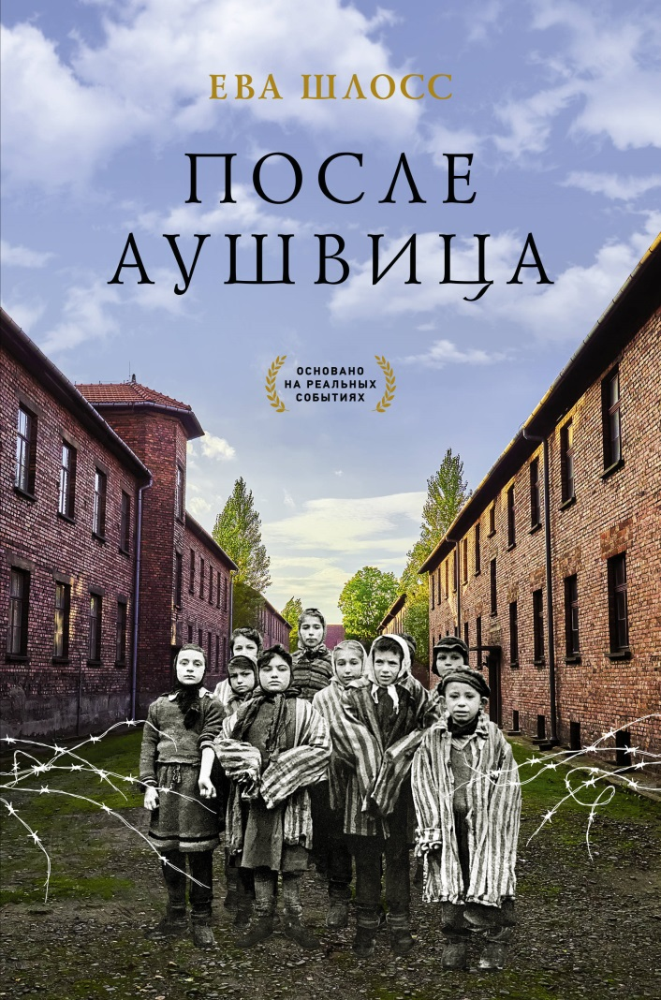 ЕВА ШЛОСС
ПОСЛЕ
АУШВИЦА
ОСНОВАНО
НА РЕАЛЬНЫХ
СОБЫТИЯХ